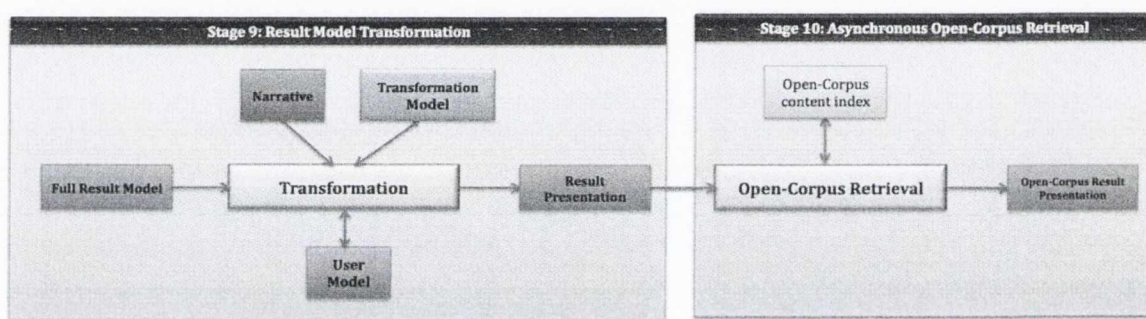 Stage 9: Result Model Transformation
Narrative
Transformation
Model
Full Result Model
Transformation
Result
Presentation
User
Model
Stage 10: Asynchronous Open-Corpus Retrieval
Open-Corpus
content index
Open-Corpus Retrieval
Open-Corpus Result
Presentation